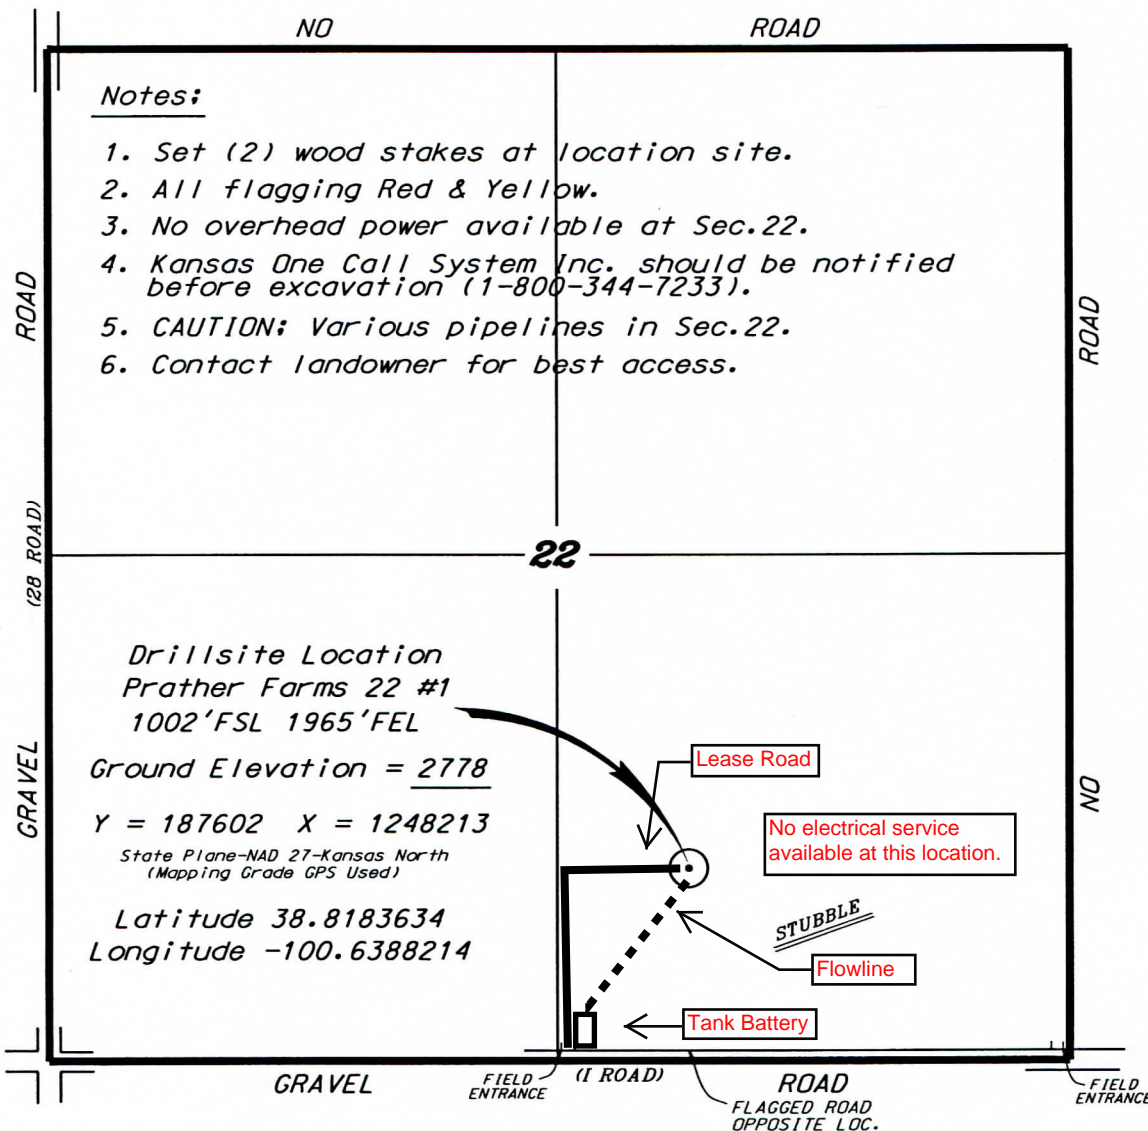 NO
ROAD
Notes:
1. Set (2) wood stakes at location site.
2. All flagging Red & Yellow.
3. No overhead power available at Sec.22.
4. Kansas One Call System Inc. should be notified
before excavation (1-800-344-7233).
5. CAUTION: Various pipelines in Sec.22.
6. Contact landowner for best access.
ROAD
(28 ROAD)
GRAVEL
ROAD
NO
22
Drillsite Location
Prather Farms 22 #1
1002'FSL 1965'FEL
Ground Elevation = 2778
Y = 187602 X = 1248213
State Plane-NAD 27-Kansas North
(Mapping Grade GPS Used)
Latitude 38.8183634
Longitude -100.6388214
Lease Road
No electrical service
available at this location.
STUBBLE
Flowline
Tank Battery
GRAVEL
FIELD
ENTRANCE
(I ROAD)
ROAD
FLAGGED ROAD
OPPOSITE LOC.
FIELD
ENTRANCE